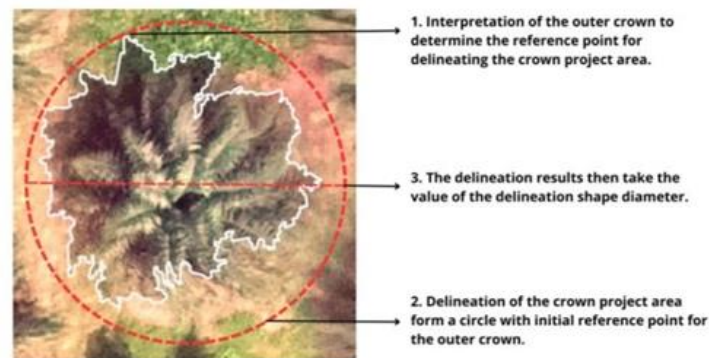 1. Interpretation of the outer crown to
determine the reference point for
delineating the crown project area.
3. The delineation results then take the
value of the delineation shape diameter.
2. Delineation of the crown project area
form a circle with initial reference point for
the outer crown.